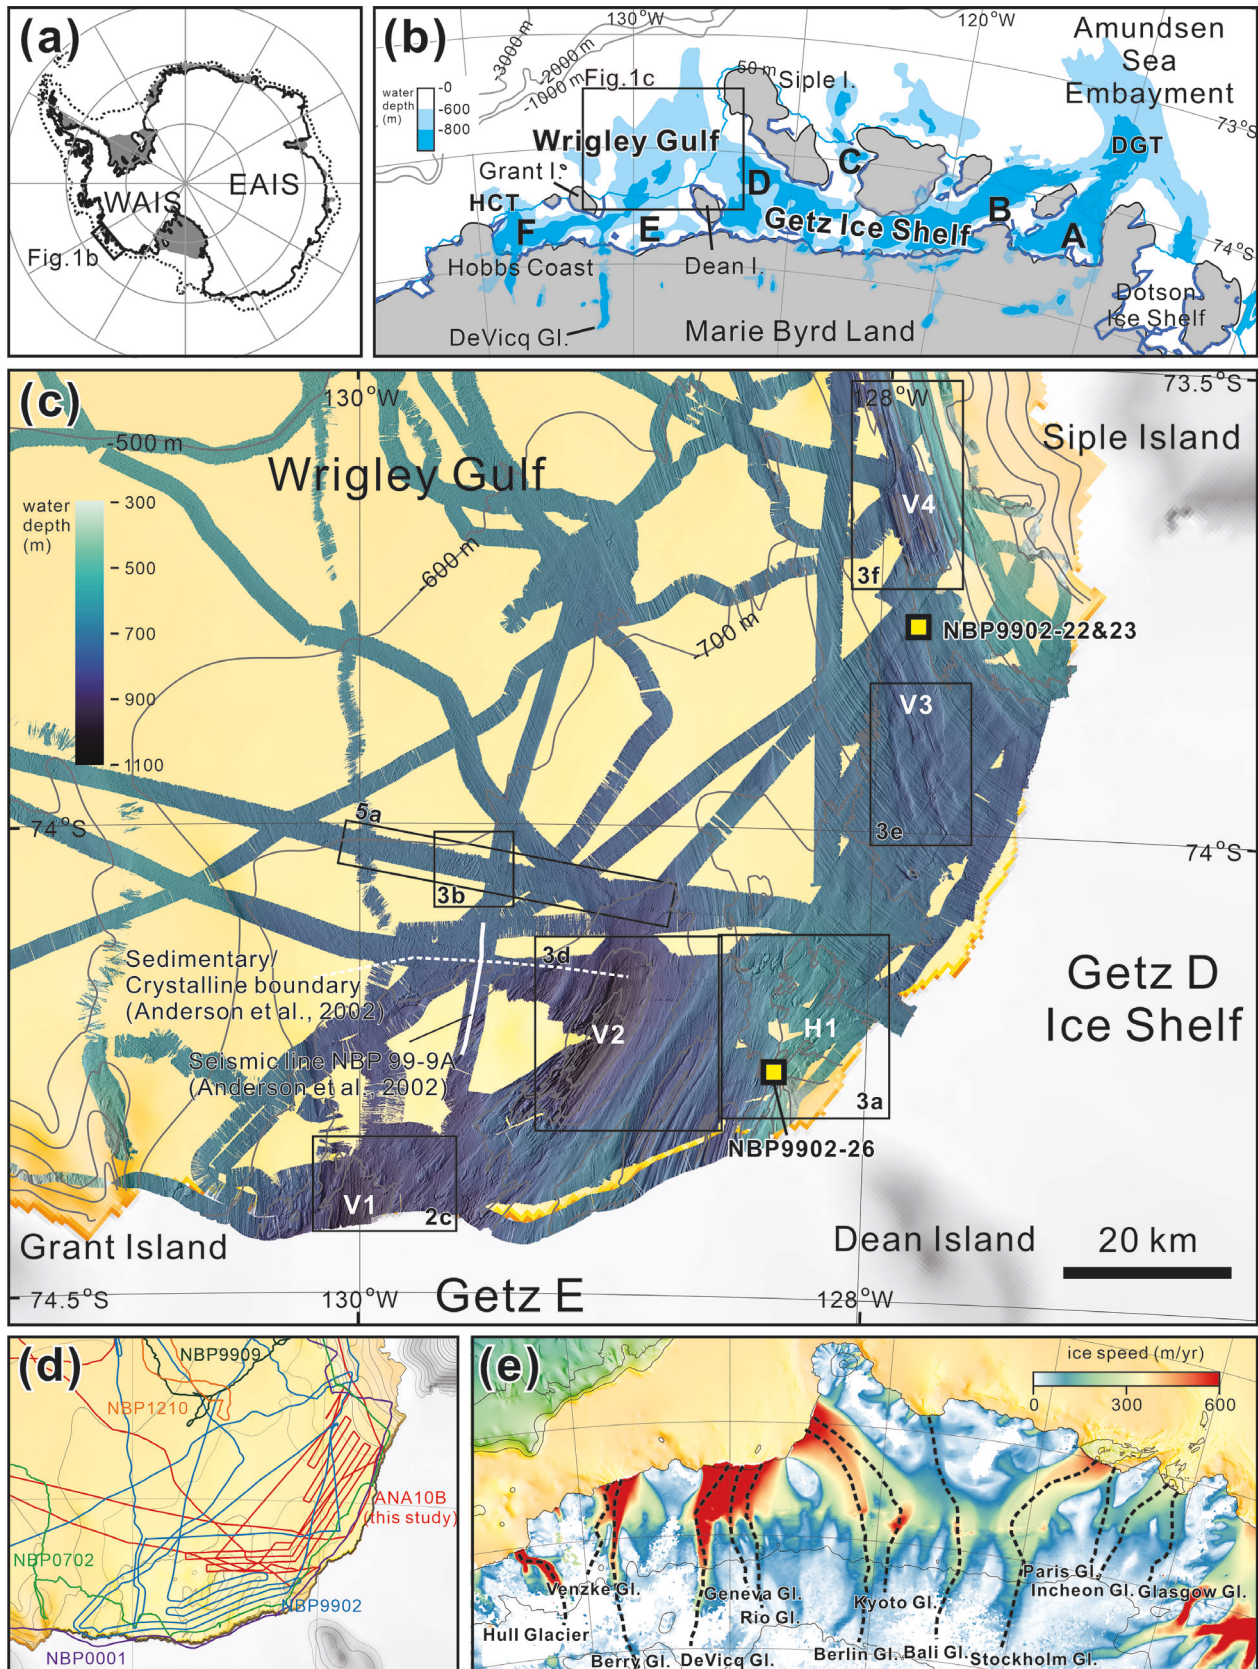 (a)
WAIS
EAIS
Fig.1b
(b)
130°W
120°W
-3000 m
-2000 m
-1000 m
Fig.1c
50 m
Siple I.
Amundsen
Sea
Embayment
73°S
74°S
water
depth
(m)
-0
-600
-800
Wrigley Gulf
Grant I.
HCT
DGT
A
B
C
D
E
F
Getz Ice Shelf
Hobbs Coast
Dean I.
DeVicq Gl.
Marie Byrd Land
Dotson
Ice Shelf
(c)
130°W
128°W
73.5°S
-500 m
Wrigley Gulf
Siple Island
water
depth
(m)
300
500
700
900
1100
-600 m
-700 m
V4
3f
NBP9902-22&23
V3
3e
74°S
74°S
5a
3b
Sedimentary/
Crystalline boundary
(Anderson et al., 2002)
3d
V2
H1
Getz D
Ice Shelf
Seismic line NBP 99-9A
(Anderson et al., 2002)
3a
NBP9902-26
V1
2c
Grant Island
Dean Island
20 km
Getz E
74.5°S
130°W
128°W
(d)
NBP9909
NBP1210
ANA10B
(this study)
NBP0702
NBP9902
NBP0001
(e)
ice speed (m/yr)
0
300
600
Venzke Gl.
Hull Glacier
Berry Gl.
DeVicq Gl.
Geneva Gl.
Rio Gl.
Kyoto Gl.
Berlin Gl.
Bali Gl.
Stockholm Gl.
Paris Gl.
Incheon Gl.
Glasgow Gl.